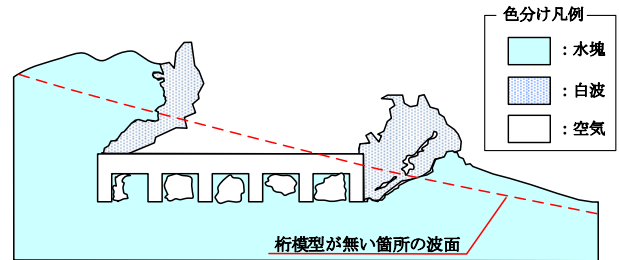 色分け凡例
：水塊
：白波
：空気
桁模型が無い箇所の波面